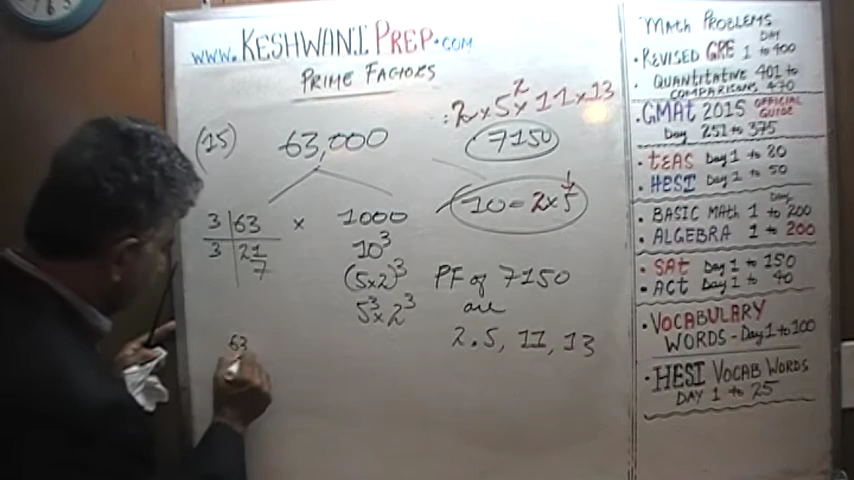 www.KESHWANI PREP.COM
PRIME FACTORS
(15) 63,000
3 | 63 × 1000
3 | 21 10³
7 (5x2)³
5³x2³
63
: 2 x 5² x 11 x 13
7150
10 = 2 x 5¹
PF of 7150
are
2.5, 11, 13
MATH PROBLEMS
DAY
• REVISED GRE 1 to 400
• QUANTITATIVE 401 to
COMPARISONS 470
• GMAt 2015 OFFICIAL GUIDE
Day 251 to 375
• tEAS Day 1 to 80
• HESI Day 1 to 50
Day
• BASIC MAth 1 to 200
• ALGEBRA 1 to 200
• SAt Day 1 to 150
• ACt Day 1 to 40
• VOCABULARY
WORDS - Day 1 to 100
• HESI VOCAB WORDS
DAY 1 to 25